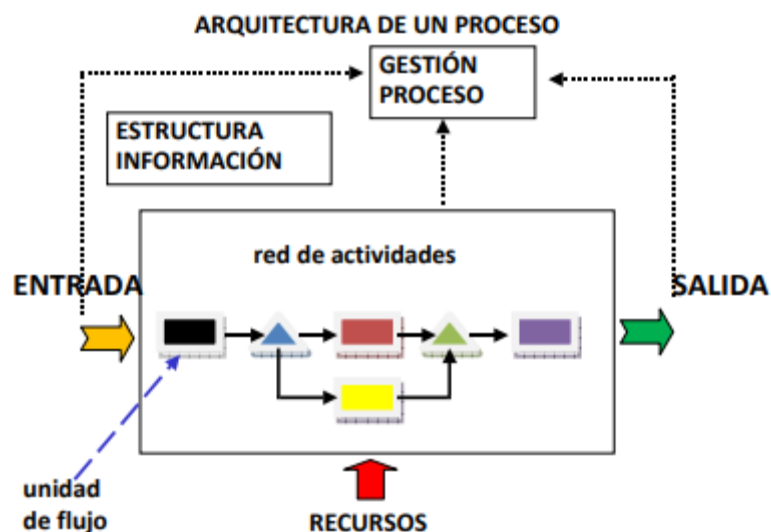 ARQUITECTURA DE UN PROCESO
GESTIÓN
PROCESO
ESTRUCTURA
INFORMACIÓN
red de actividades
ENTRADA
SALIDA
unidad
de flujo
RECURSOS